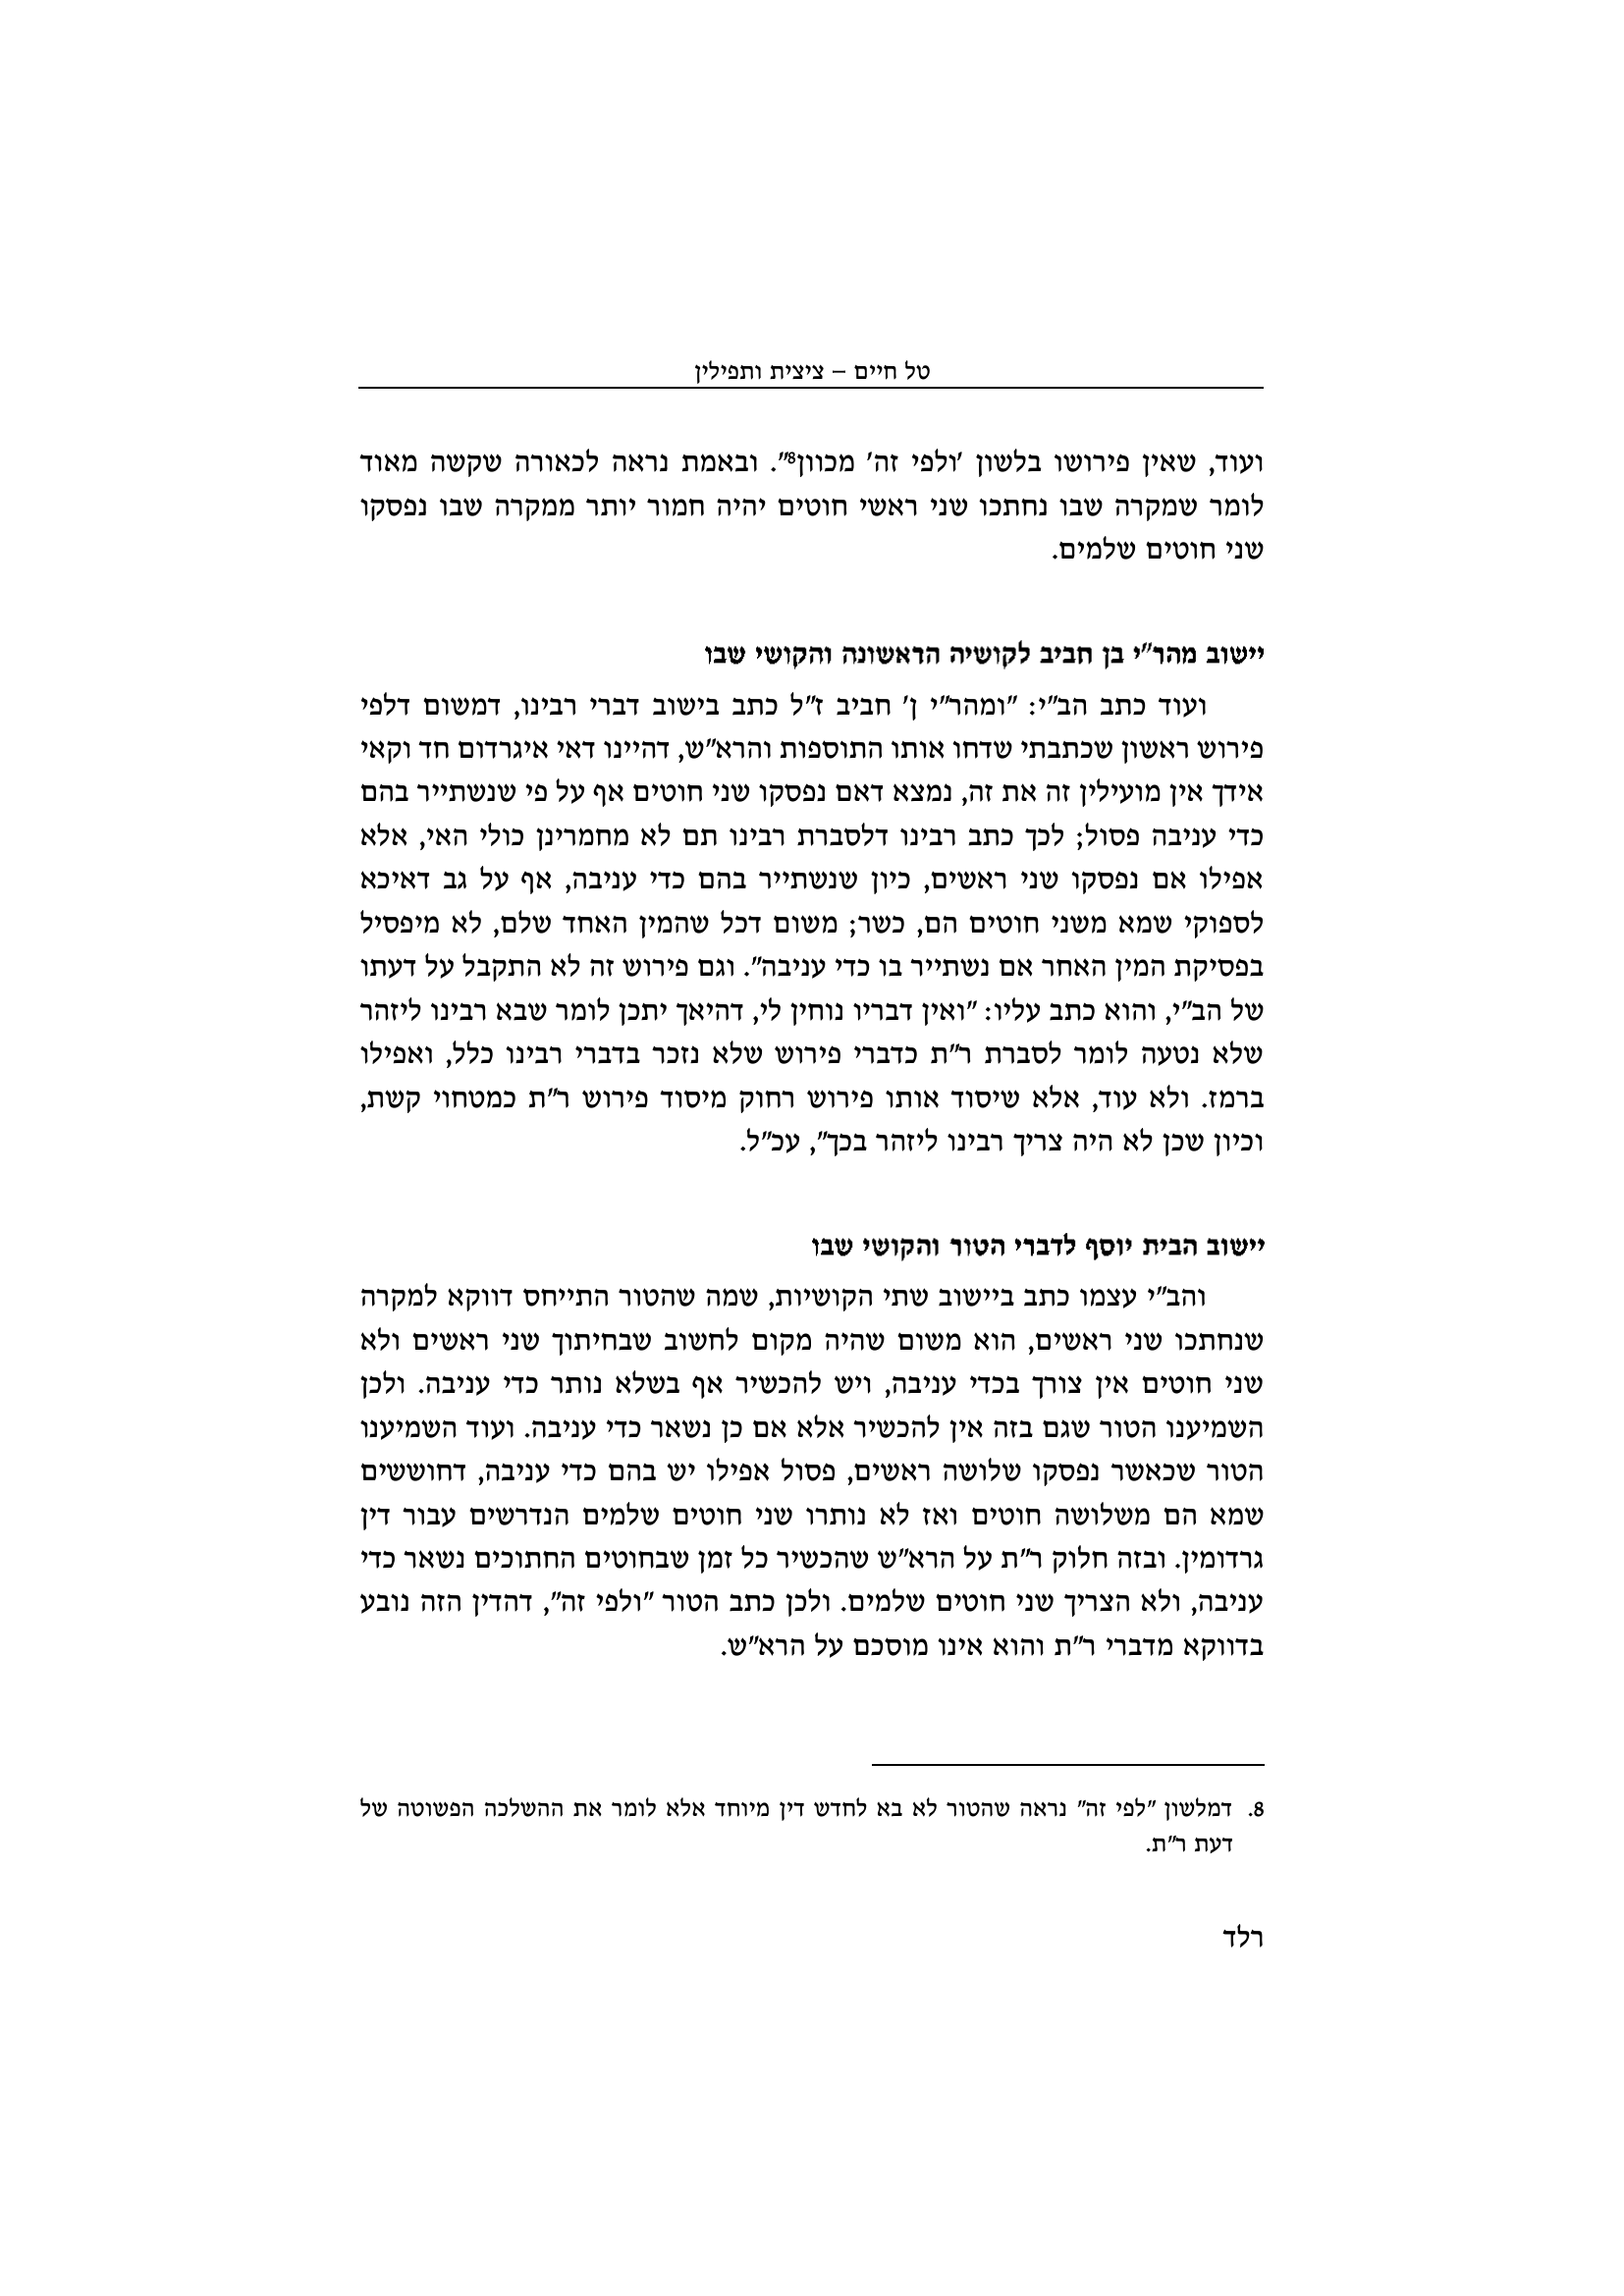 טל חיים – ציצית ותפילין
ועוד, שאין פירושו בלשון 'ולפי זה' מכוון8". ובאמת נראה לכאורה שקשה מאוד
לומר שמקרה שבו נחתכו שני ראשי חוטים יהיה חמור יותר ממקרה שבו נפסקו
שני חוטים שלמים.
יישוב מהר"י בן חביב לקושיה הראשונה והקושי שבו
ועוד כתב הב"י: "ומהר"י ן' חביב ז"ל כתב בישוב דברי רבינו, דמשום דלפי
פירוש ראשון שכתבתי שדחו אותו התוספות והרא"ש, דהיינו דאי איגרדום חד וקאי
אידך אין מועילין זה את זה, נמצא דאם נפסקו שני חוטים אף על פי שנשתייר בהם
כדי עניבה פסול; לכך כתב רבינו דלסברת רבינו תם לא מחמרינן כולי האי, אלא
אפילו אם נפסקו שני ראשים, כיון שנשתייר בהם כדי עניבה, אף על גב דאיכא
לספוקי שמא משני חוטים הם, כשר; משום דכל שהמין האחד שלם, לא מיפסיל
בפסיקת המין האחר אם נשתייר בו כדי עניבה". וגם פירוש זה לא התקבל על דעתו
של הב"י, והוא כתב עליו: "ואין דבריו נוחין לי, דהיאך יתכן לומר שבא רבינו ליזהר
שלא נטעה לומר לסברת ר"ת כדברי פירוש שלא נזכר בדברי רבינו כלל, ואפילו
ברמז. ולא עוד, אלא שיסוד אותו פירוש רחוק מיסוד פירוש ר"ת כמטחוי קשת,
וכיון שכן לא היה צריך רבינו ליזהר בכך", עכ"ל.
יישוב הבית יוסף לדברי הטור והקושי שבו
והב"י עצמו כתב ביישוב שתי הקושיות, שמה שהטור התייחס דווקא למקרה
שנחתכו שני ראשים, הוא משום שהיה מקום לחשוב שבחיתוך שני ראשים ולא
שני חוטים אין צורך בכדי עניבה, ויש להכשיר אף בשלא נותר כדי עניבה. ולכן
השמיענו הטור שגם בזה אין להכשיר אלא אם כן נשאר כדי עניבה. ועוד השמיענו
הטור שכאשר נפסקו שלושה ראשים, פסול אפילו יש בהם כדי עניבה, דחוששים
שמא הם משלושה חוטים ואז לא נותרו שני חוטים שלמים הנדרשים עבור דין
גרדומין. ובזה חלוק ר"ת על הרא"ש שהכשיר כל זמן שבחוטים החתוכים נשאר כדי
עניבה, ולא הצריך שני חוטים שלמים. ולכן כתב הטור "ולפי זה", דהדין הזה נובע
בדווקא מדברי ר"ת והוא אינו מוסכם על הרא"ש.
8. דמלשון "לפי זה" נראה שהטור לא בא לחדש דין מיוחד אלא לומר את ההשלכה הפשוטה של
דעת ר"ת.
רלד